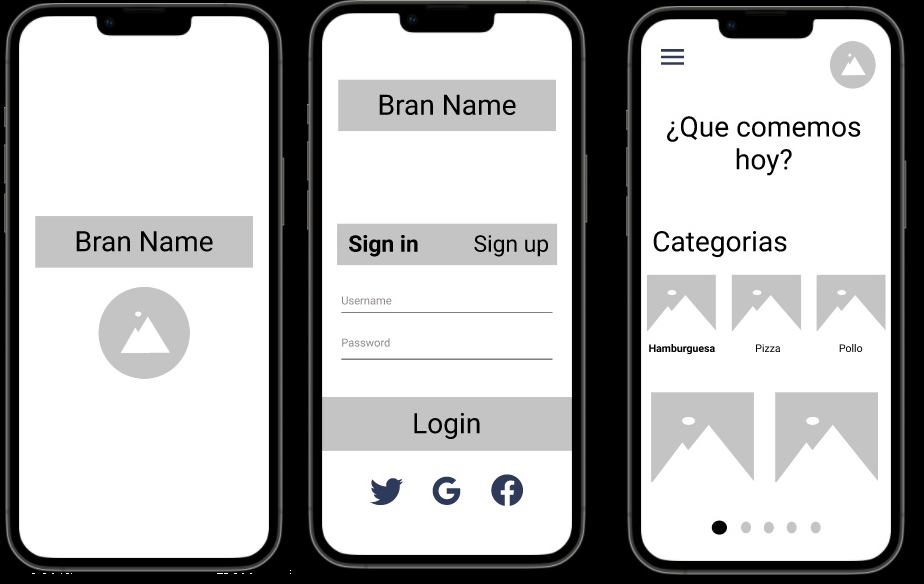 Bran Name
Bran Name
Sign in Sign up
Username
Password
Login
¿Que comemos
hoy?
Categorias
Hamburguesa Pizza Pollo